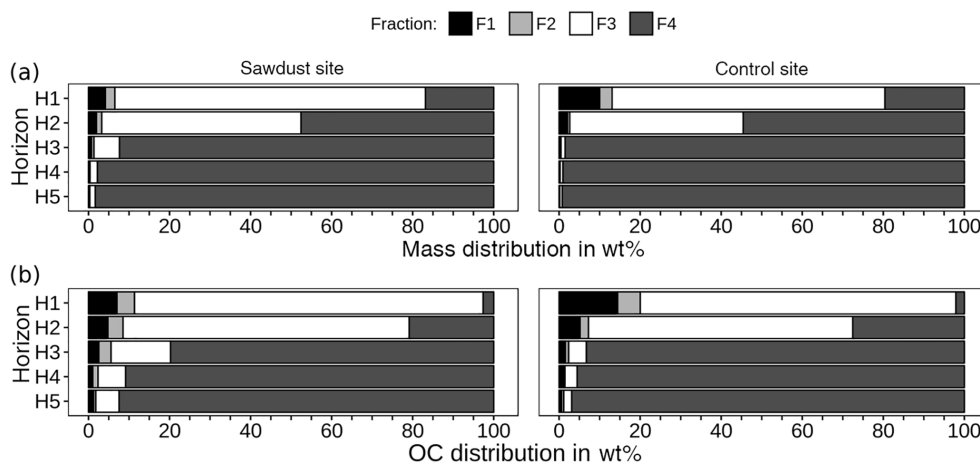 Fraction: F1 F2 F3 F4
(a) Sawdust site Control site
Horizon
H1
H2
H3
H4
H5
0 20 40 60 80 100 0 20 40 60 80 100
Mass distribution in wt%
(b)
Horizon
H1
H2
H3
H4
H5
0 20 40 60 80 100 0 20 40 60 80 100
OC distribution in wt%